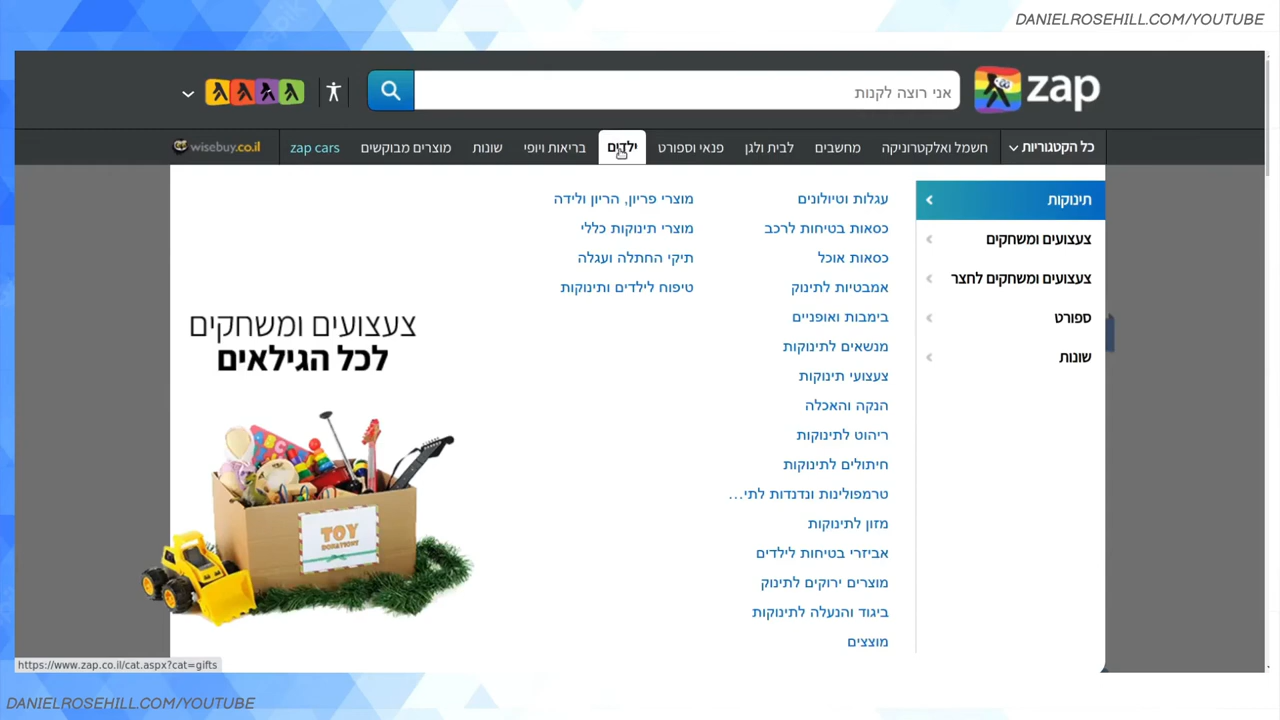 DANIELROSEHILL.COM/YOUTUBE
zap
אני רוצה לקנות
כל הקטגוריות
חשמל ואלקטרוניקה
מחשבים
לבית ולגן
פנאי וספורט
ילדים
בריאות ויופי
שונות
מוצרים מבוקשים
zap cars
wisebuy.co.il
תינוקות
צעצועים ומשחקים
צעצועים ומשחקים לחצר
ספורט
שונות
עגלות וטיולונים
כסאות בטיחות לרכב
כסאות אוכל
אמבטיות לתינוק
בימבות ואופניים
מנשאים לתינוקות
צעצועי תינוקות
הנקה והאכלה
ריהוט לתינוקות
חיתולים לתינוקות
טרמפולינות ונדנדות לתי...
מזון לתינוקות
אביזרי בטיחות לילדים
מוצרים ירוקים לתינוק
ביגוד והנעלה לתינוקות
מוצצים
מוצרי פריון, הריון ולידה
מוצרי תינוקות כללי
תיקי החתלה ועגלה
טיפוח לילדים ותינוקות
צעצועים ומשחקים
לכל הגילאים
TOY
DONATIONS
https://www.zap.co.il/cat.aspx?cat=gifts
DANIELROSEHILL.COM/YOUTUBE